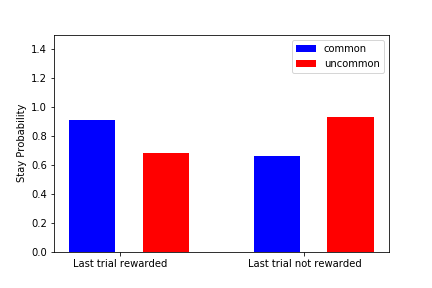 1.4
1.2
1.0
0.8
0.6
0.4
0.2
0.0
Stay Probability
common
uncommon
Last trial rewarded
Last trial not rewarded